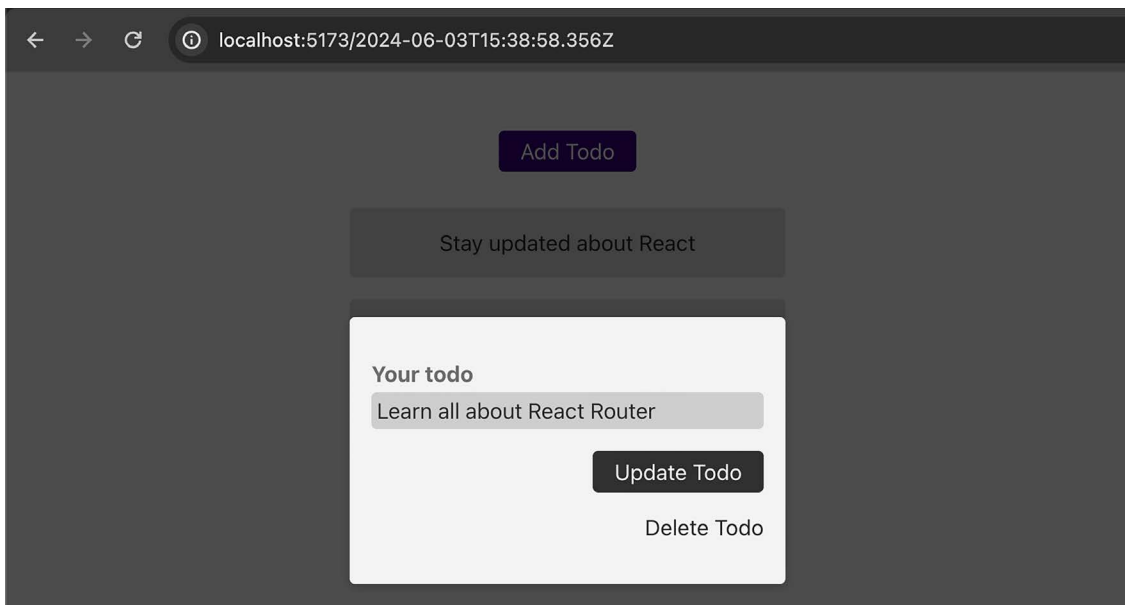 localhost:5173/2024-06-03T15:38:58.356Z
Add Todo
Stay updated about React
Your todo
Learn all about React Router
Update Todo
Delete Todo